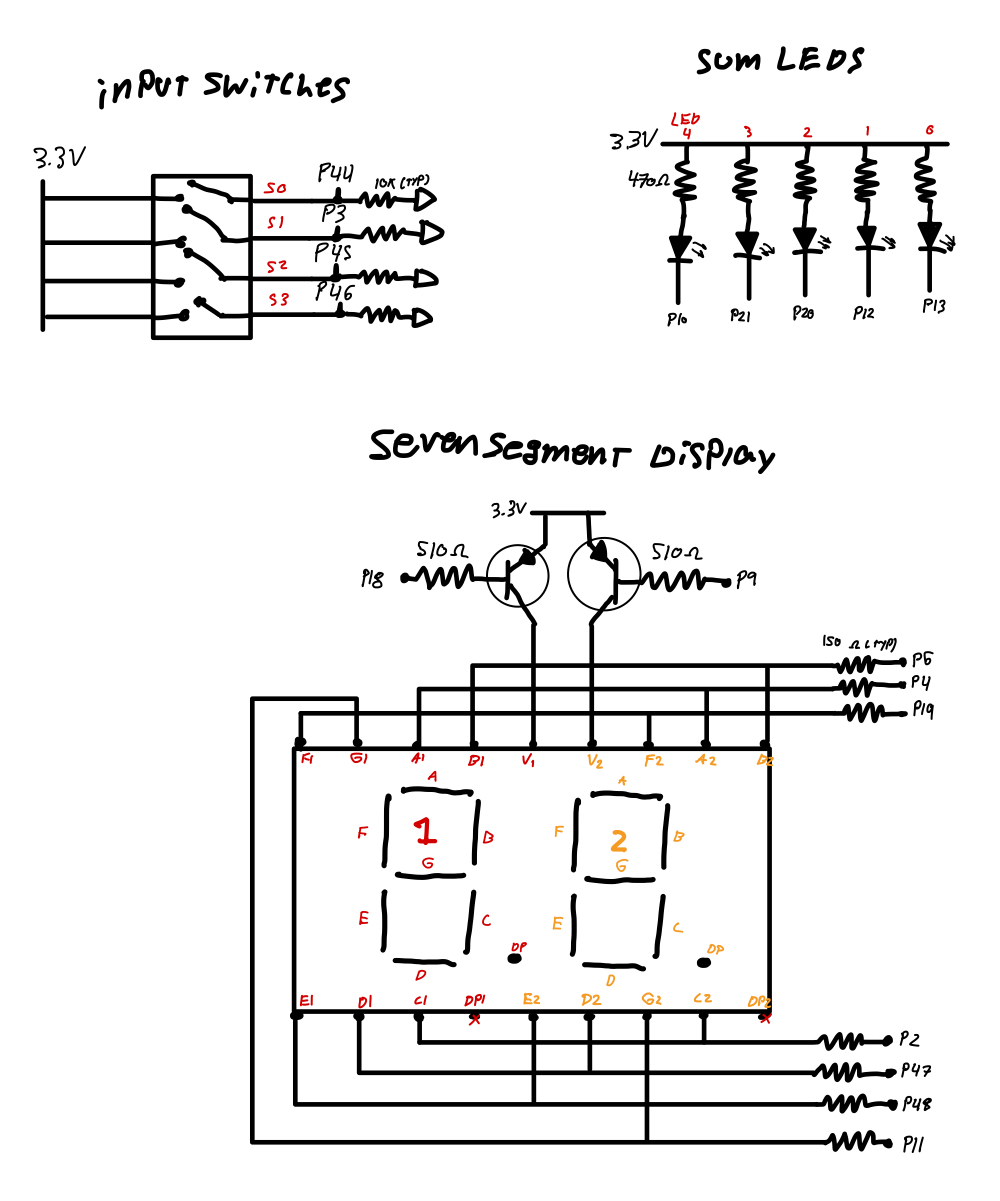 inPUT SWitches
3.3V
S0
P44
10K (TYP)
S1
P3
S2
P45
S3
P46
SUM LEDS
LED
4
3
2
1
0
3.3V
470Ω
P10
P21
P20
P12
P13
SevenSegment Display
3.3V
510Ω
510Ω
P18
P9
150 Ω (TYP)
P4
P19
F1
G1
A1
B1
V1
V2
F2
A2
B2
A
F
1
B
G
E
C
D
DP
A
F
2
B
G
E
C
D
DP
E1
D1
C1
DP1
E2
D2
G2
C2
DP2
P2
P47
P48
P11